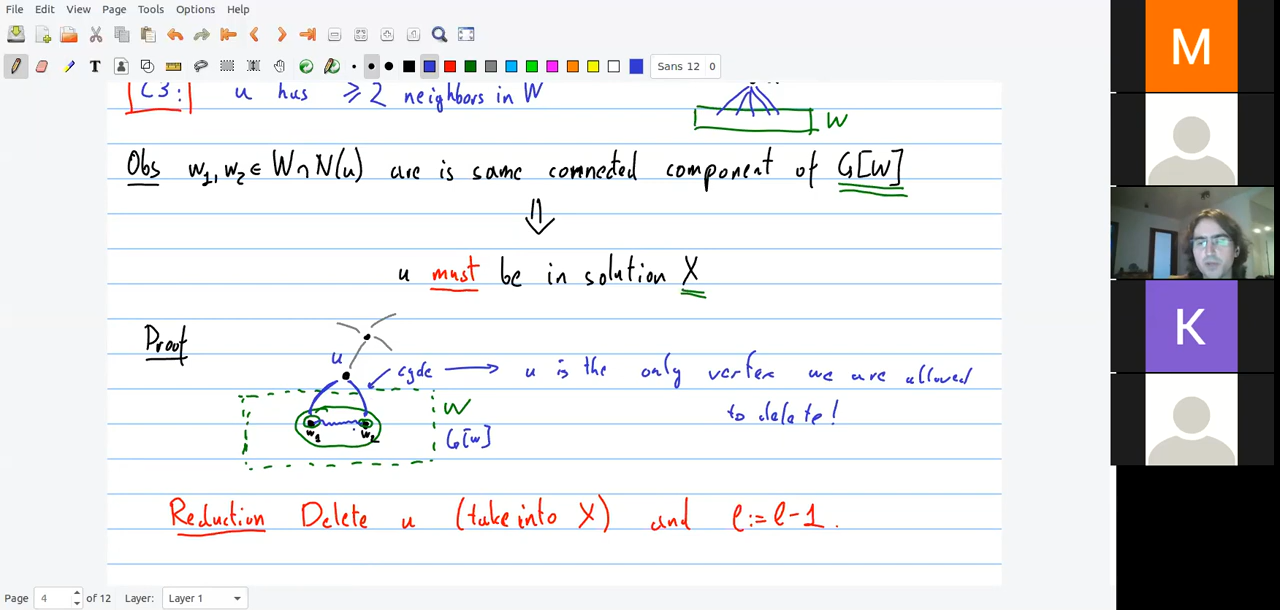 File Edit View Page Tools Options Help
Sans 12 0
C3: u has ≥ 2 neighbors in W
W
Obs w1, w2 ∈ W ∩ N(u) are is same connected component of G[W]
⇓
u must be in solution X
Proof
u
cycle → u is the only vertex we are allowed
to delete!
W
w1 w2
G[W]
Reduction Delete u (take into X) and l := l - 1.
Page 4 of 12 Layer: Layer 1
M
K